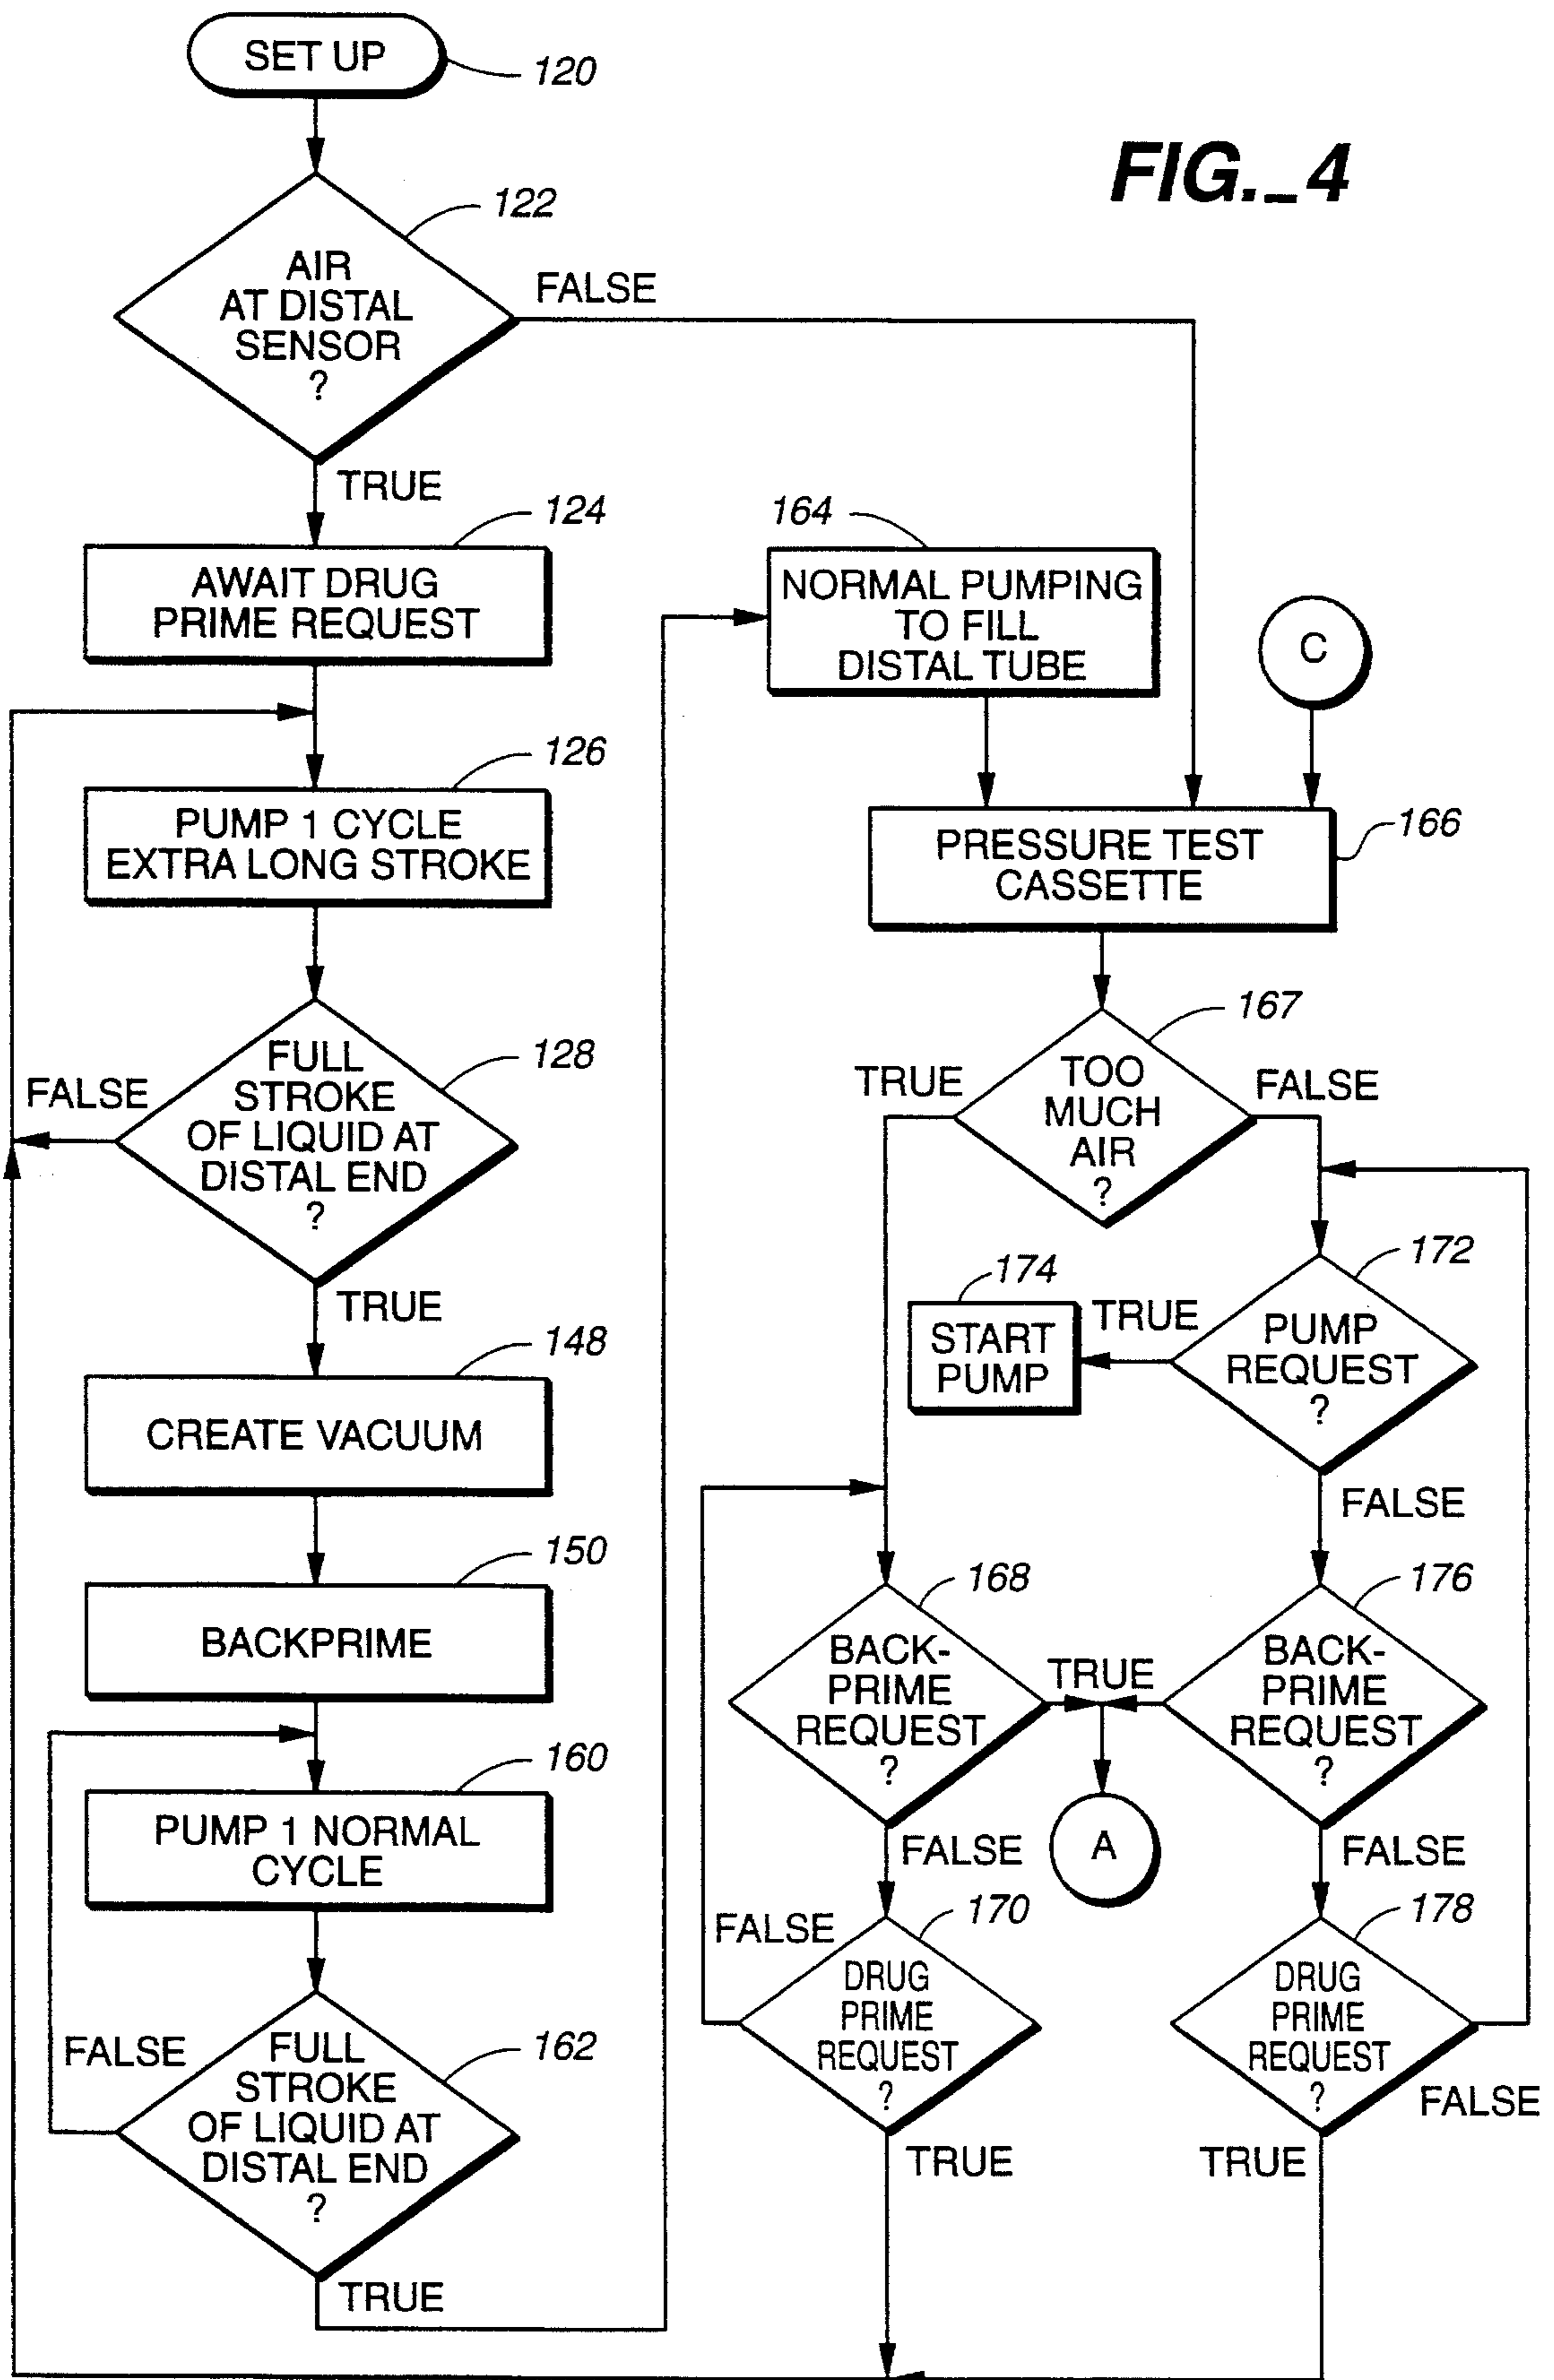 FIG._4
SET UP
120
122
AIR
AT DISTAL
SENSOR
?
FALSE
TRUE
124
AWAIT DRUG
PRIME REQUEST
126
PUMP 1 CYCLE
EXTRA LONG STROKE
128
FULL
STROKE
OF LIQUID AT
DISTAL END
?
FALSE
TRUE
148
CREATE VACUUM
150
BACKPRIME
160
PUMP 1 NORMAL
CYCLE
162
FULL
STROKE
OF LIQUID AT
DISTAL END
?
FALSE
TRUE
164
NORMAL PUMPING
TO FILL
DISTAL TUBE
C
166
PRESSURE TEST
CASSETTE
167
TOO
MUCH
AIR
?
TRUE
FALSE
172
PUMP
REQUEST
?
TRUE
174
START
PUMP
FALSE
168
BACK-
PRIME
REQUEST
?
TRUE
176
BACK-
PRIME
REQUEST
?
A
FALSE
FALSE
170
DRUG
PRIME
REQUEST
?
FALSE
TRUE
178
DRUG
PRIME
REQUEST
?
FALSE
TRUE